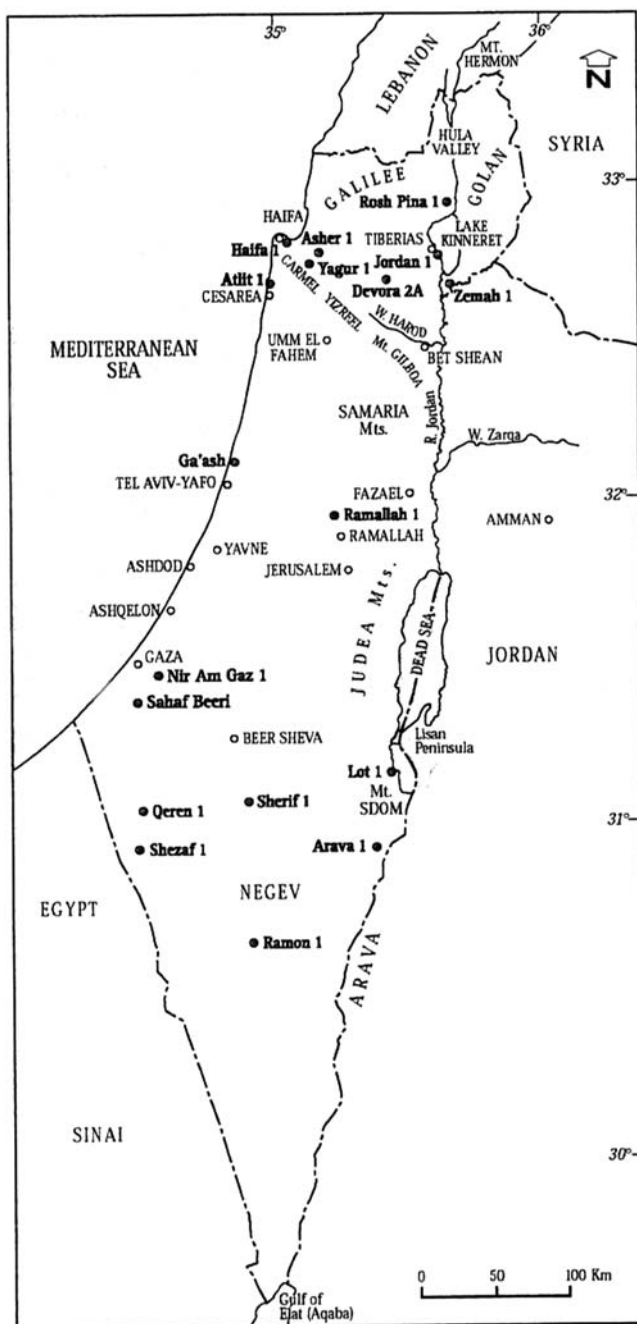 35°
36°
LEBANON
MT.
HERMON
N
HULA
VALLEY
SYRIA
GOLAN
33°
GALILEE
Rosh Pina 1
HAIFA
Haifa 1
Asher 1
TIBERIAS
LAKE
KINNERET
Yagur 1
Jordan 1
Atlit 1
Devora 2A
Zemah 1
CESAREA
CARMEL
YIZREEL
W. HAROD
MEDITERRANEAN
SEA
UMM EL
FAHEM
Mt. GILBOA
BET SHEAN
SAMARIA
Mts.
R. Jordan
W. Zarqa
Ga'ash
TEL AVIV-YAFO
FAZAEL
32°
Ramallah 1
AMMAN
RAMALLAH
YAVNE
ASHDOD
JERUSALEM
ASHQELON
JUDEA Mts.
DEAD SEA
JORDAN
GAZA
Nir Am Gaz 1
Sahaf Beeri
BEER SHEVA
Lisan
Peninsula
Lot 1
Mt.
SDOM
Qeren 1
Sherif 1
31°
Shezaf 1
Arava 1
NEGEV
EGYPT
Ramon 1
ARAVA
SINAI
30°
0 50 100 Km
Gulf of
Elat (Aqaba)